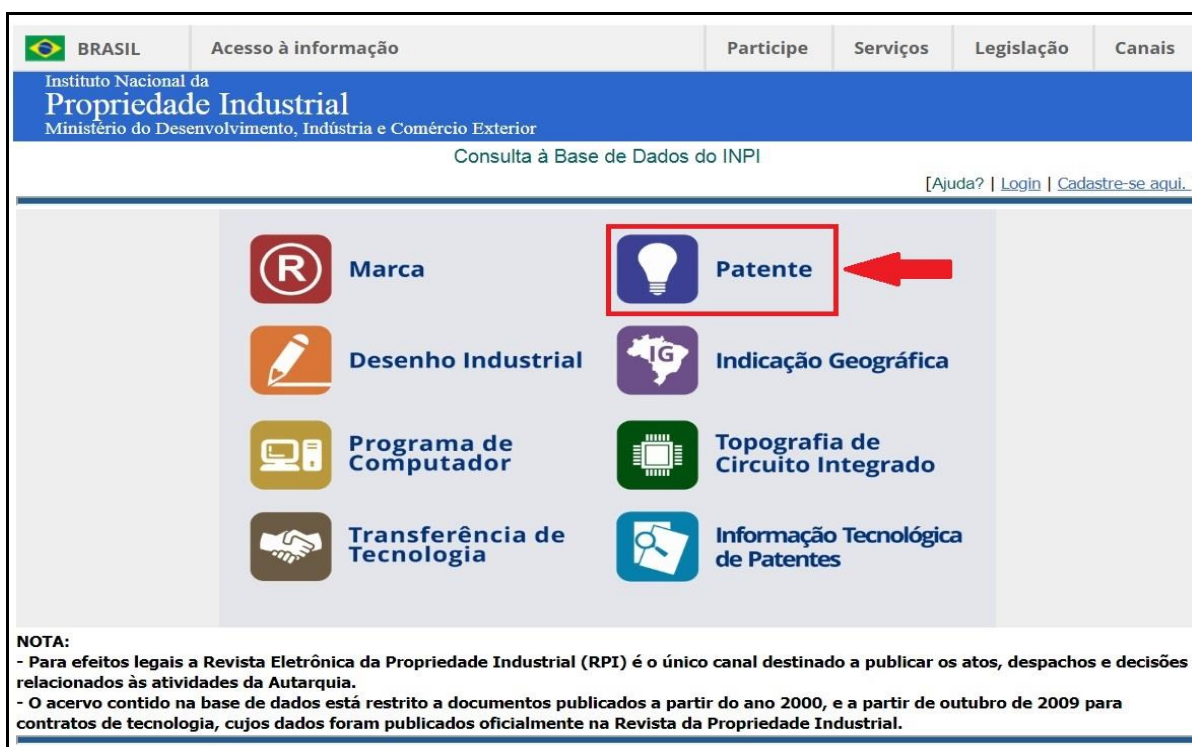 BRASIL Acesso à informação Participe Serviços Legislação Canais
Instituto Nacional da
Propriedade Industrial
Ministério do Desenvolvimento, Indústria e Comércio Exterior
Consulta à Base de Dados do INPI
[Ajuda? | Login | Cadastre-se aqui.
R
Marca
Patente
Desenho Industrial
IG
Indicação Geográfica
Programa de
Computador
Topografia de
Circuito Integrado
Transferência de
Tecnologia
Informação Tecnológica
de Patentes
NOTA:
- Para efeitos legais a Revista Eletrônica da Propriedade Industrial (RPI) é o único canal destinado a publicar os atos, despachos e decisões
relacionados às atividades da Autarquia.
- O acervo contido na base de dados está restrito a documentos publicados a partir do ano 2000, e a partir de outubro de 2009 para
contratos de tecnologia, cujos dados foram publicados oficialmente na Revista da Propriedade Industrial.